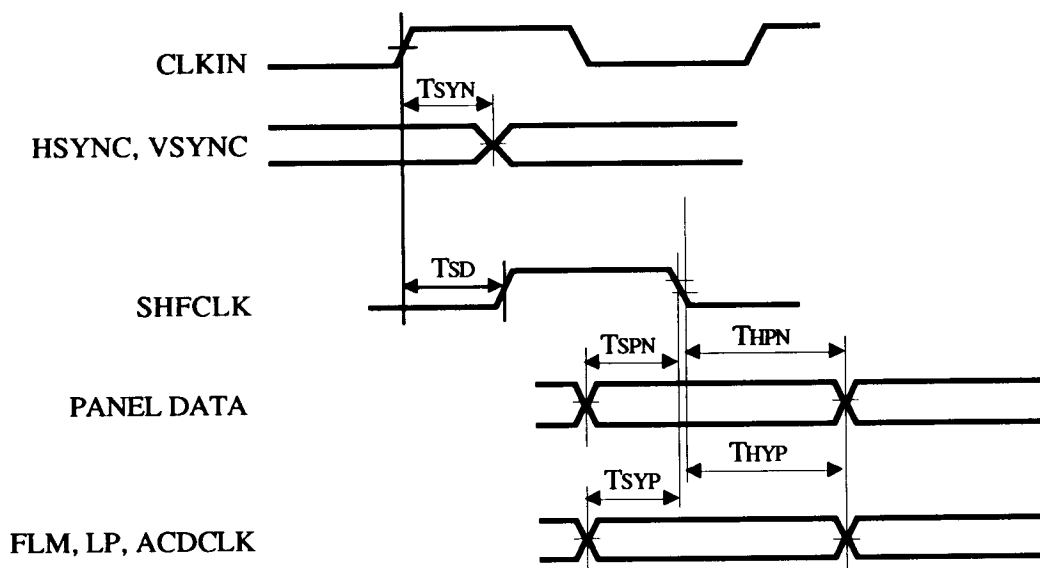 CLKIN
TSYN
HSYNC, VSYNC
TSD
SHFCLK
TSPN
THPN
PANEL DATA
THYP
TSYP
FLM, LP, ACDCLK